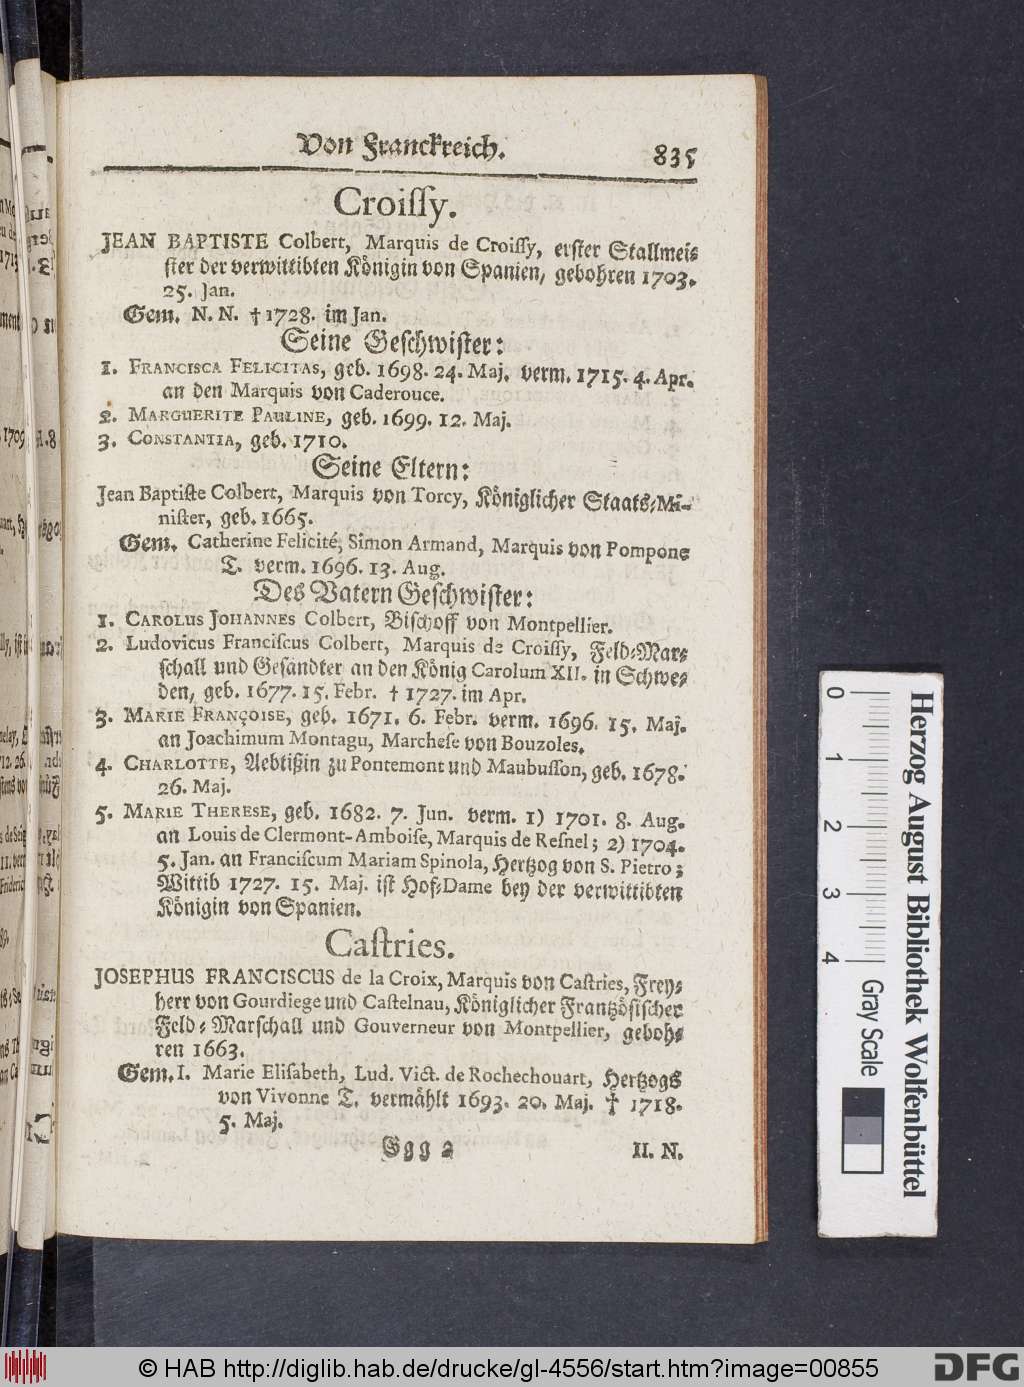 Von Franckreich. 835
Croiſſy.
JEAN BAPTISTE Colbert, Marquis de Croiſſy, erſter Stallmei⸗
ſter der verwittibten Königin von Spanien, gebohren 1703.
25. Jan.
Gem. N. N. † 1728. im Jan.
Seine Geſchwiſter:
1. FRANCISCA FELICITAS, geb. 1698. 24. Maj. verm. 1715. 4. Apr.
an den Marquis von Caderouce.
2. MARGUERITE PAULINE, geb. 1699. 12. Maj.
3. CONSTANTIA, geb. 1710.
Seine Eltern:
Jean Baptiſte Colbert, Marquis von Torcy, Königlicher Staats⸗Mi-
niſter, geb. 1665.
Gem. Catherine Felicité, Simon Armand, Marquis von Pompone
T. verm. 1696. 13. Aug.
Des Vatern Geſchwiſter:
1. CAROLUS JOHANNES Colbert, Biſchoff von Montpellier.
2. Ludovicus Franciſcus Colbert, Marquis de Croiſſy, Feld⸗Mar⸗
ſchall und Geſandter an den König Carolum XII. in Schwe⸗
den, geb. 1677. 15. Febr. † 1727. im Apr.
3. MARIE FRANÇOISE, geb. 1671. 6. Febr. verm. 1696. 15. Maj.
an Joachimum Montagu, Marcheſe von Bouzoles.
4. CHARLOTTE, Aebtißin zu Pontemont und Maubuſſon, geb. 1678.
26. Maj.
5. MARIE THERESE, geb. 1682. 7. Jun. verm. 1) 1701. 8. Aug.
an Louis de Clermont-Amboiſe, Marquis de Reſnel; 2) 1704.
5. Jan. an Franciſcum Mariam Spinola, Hertzog von S. Pietro;
Wittib 1727. 15. Maj. iſt Hof⸗Dame bey der verwittibten
Königin von Spanien.
Caſtries.
JOSEPHUS FRANCISCUS de la Croix, Marquis von Caſtries, Frey⸗
herr von Gourdiege und Caſtelnau, Königlicher Frantzöſiſcher
Feld⸗Marſchall und Gouverneur von Montpellier, geboh⸗
ren 1663.
Gem. I. Marie Eliſabeth, Lud. Vict. de Rochechouart, Hertzogs
von Vivonne T. vermählt 1693. 20. Maj. † 1718.
5. Maj.
Ggg 2 II. N.
0 1 2 3 4
Gray Scale
Herzog August Bibliothek Wolfenbüttel
© HAB http://diglib.hab.de/drucke/gl-4556/start.htm?image=00855
DFG